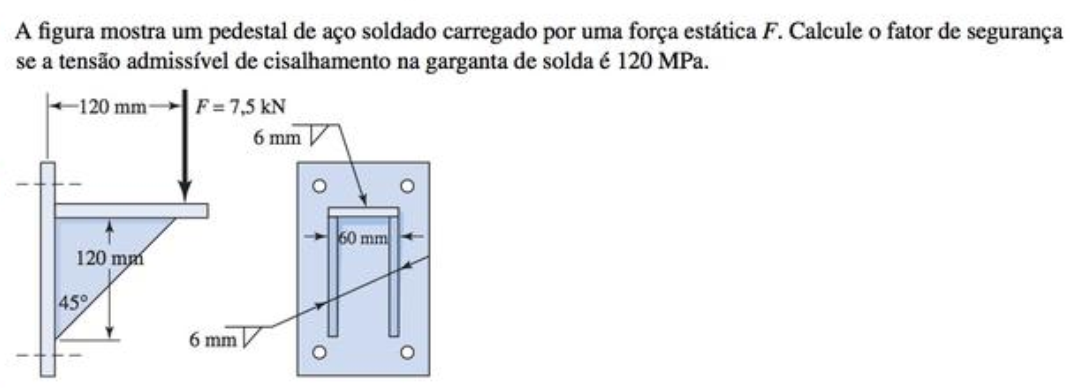 A figura mostra um pedestal de aço soldado carregado por uma força estática F. Calcule o fator de segurança
se a tensão admissível de cisalhamento na garganta de solda é 120 MPa.
120 mm
F = 7,5 kN
6 mm
60 mm
120 mm
45°
6 mm